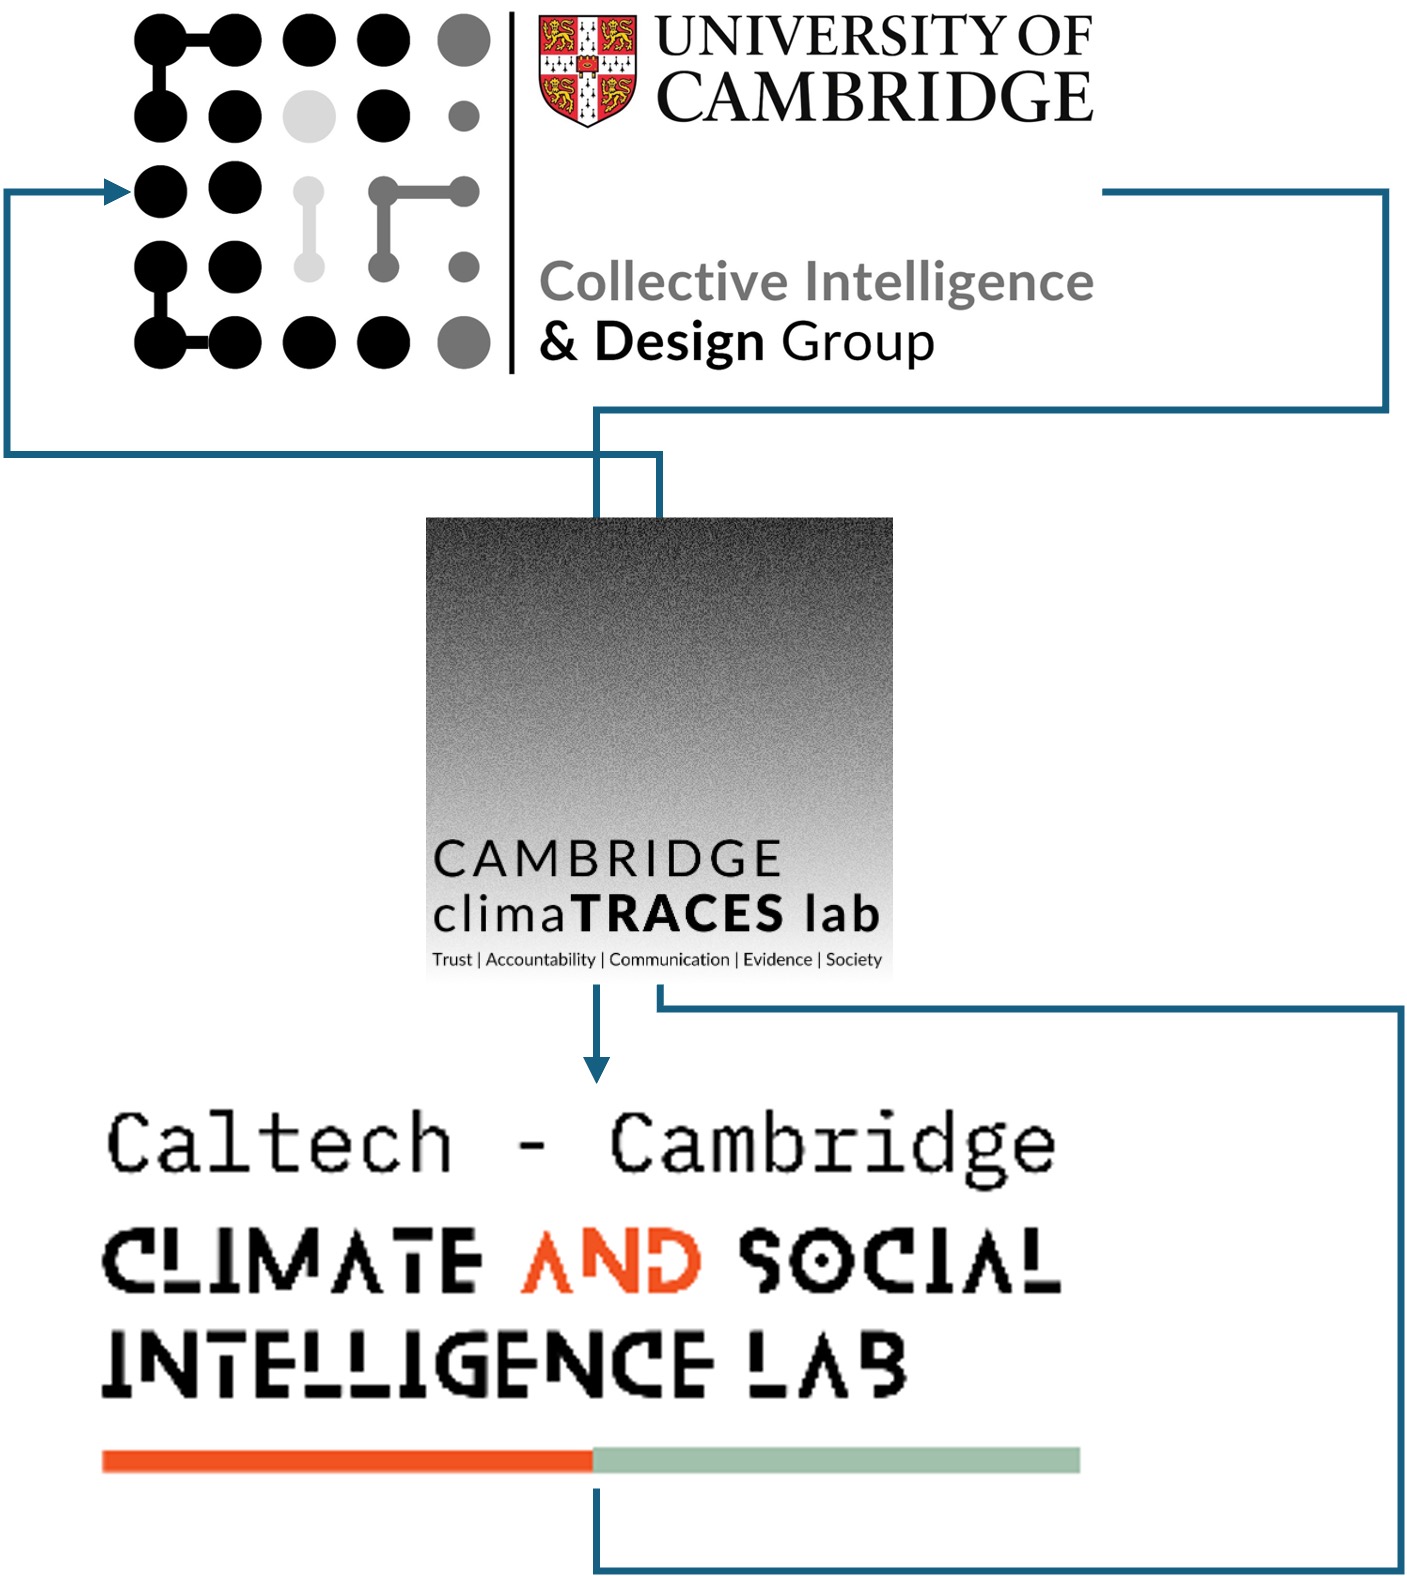 UNIVERSITY OF
CAMBRIDGE
Collective Intelligence
& Design Group
CAMBRIDGE
climaTRACES lab
Trust | Accountability | Communication | Evidence | Society
Caltech - Cambridge
CLIMATE AND SOCIAL
INTELLIGENCE LAB